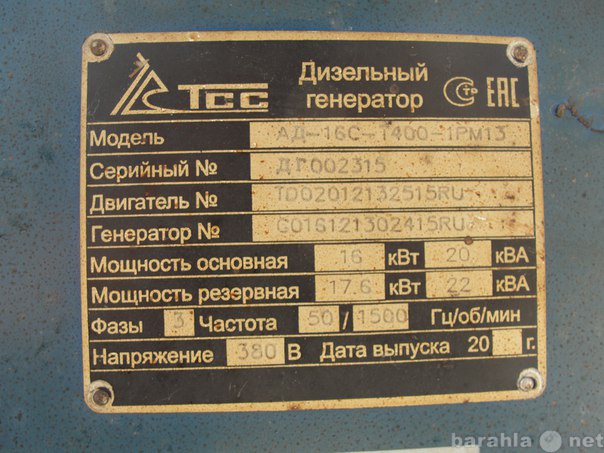 ТСС Дизельный генератор ЕАС
Модель АД-16С-Т400-1РМ13
Серийный № ДГ002315
Двигатель № TD02012132515RU
Генератор № G016121302415RU
Мощность основная 16 кВт 20 кВА
Мощность резервная 17.6 кВт 22 кВА
Фазы 3 Частота 50 / 1500 Гц/об/мин
Напряжение 380 В Дата выпуска 20 г.
barahla.net